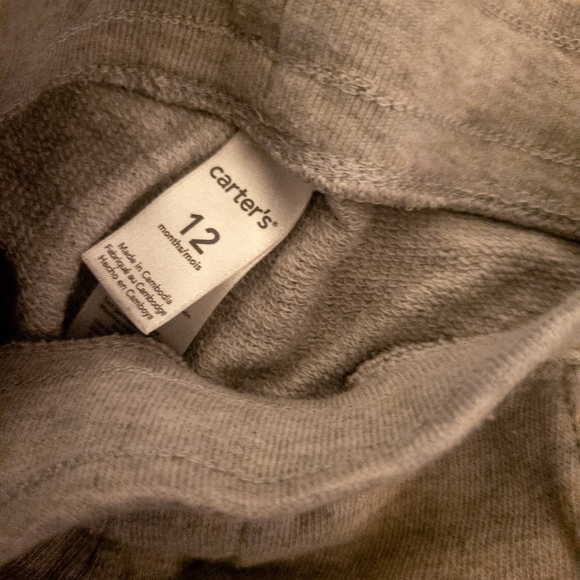 carter's®
12
months/mois
Made in Cambodia
Fabriqué au Cambodge
Hecho en Camboya